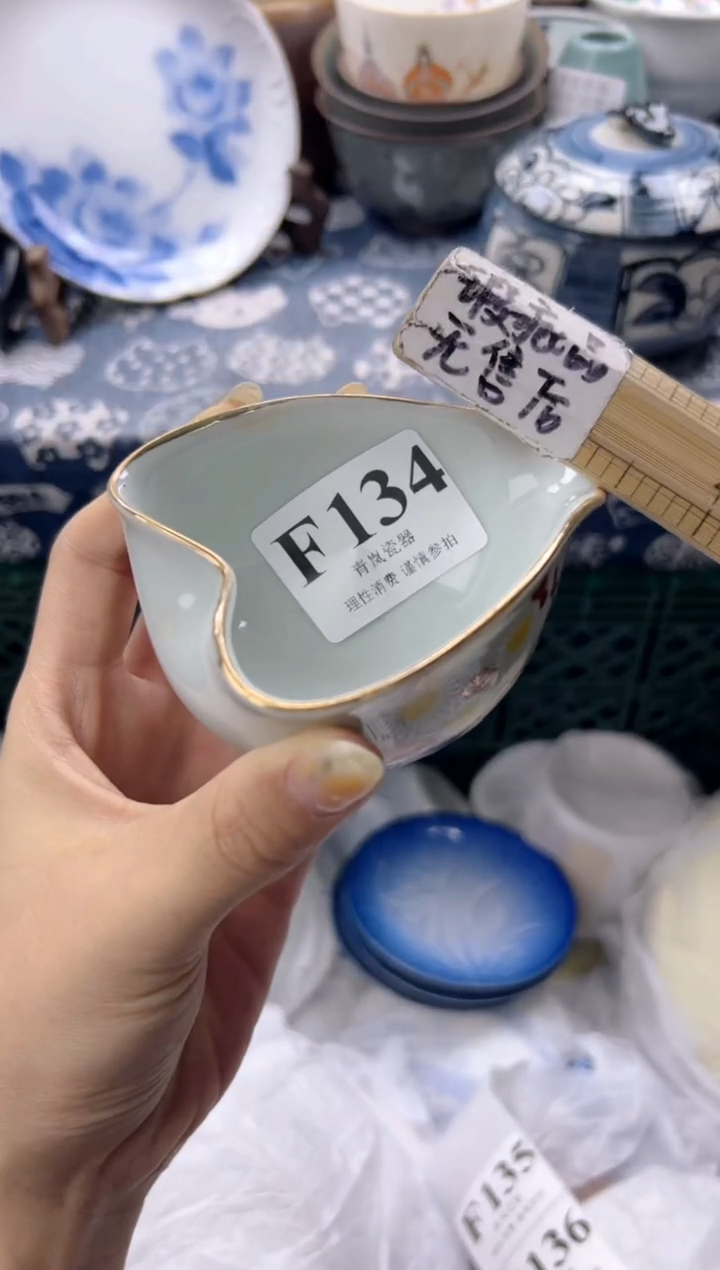 瑕疵品
无售后
F134
青岚瓷器
理性消费 谨慎参拍
F135
136